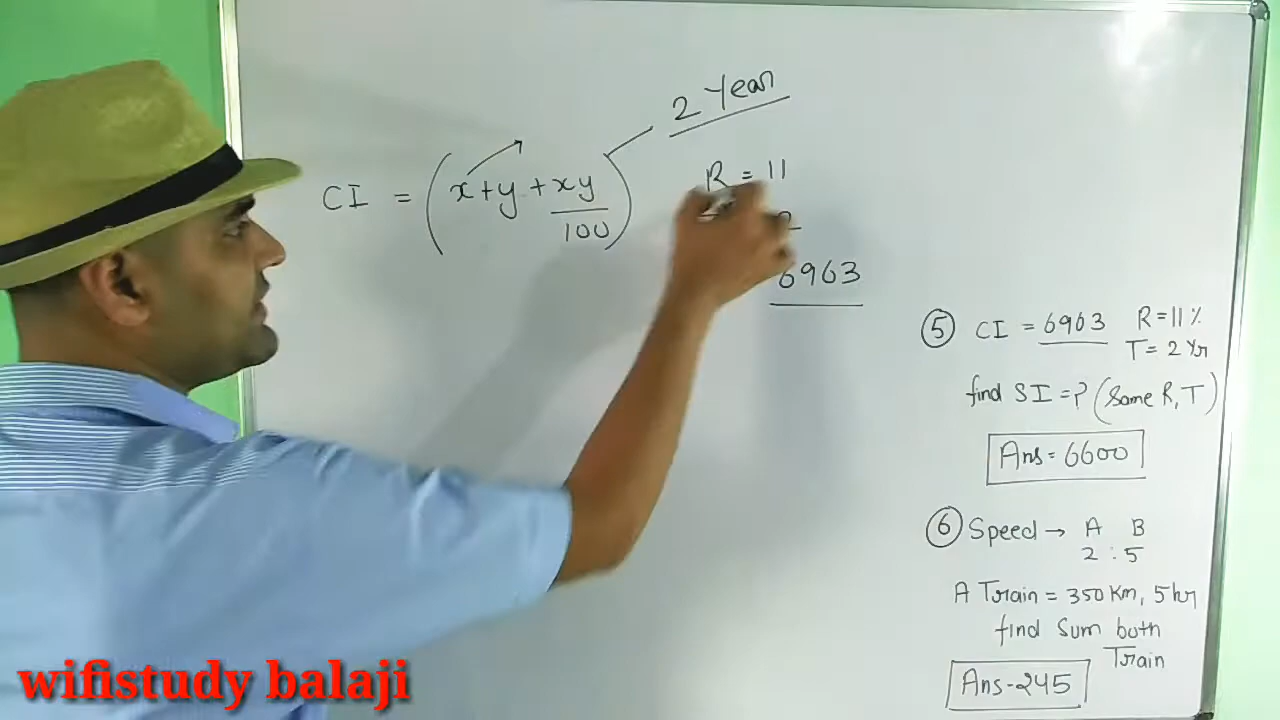 2 Year
CI = (x+y+xy/100)
R = 11
2
6963
⑤ CI = 6963 R=11%
T= 2 Yr
find SI=? (Same R,T)
Ans= 6600
⑥ Speed → A B
2 : 5
A Train = 350 Km, 5 hr
find Sum both
Train
Ans-245
wifistudy balaji